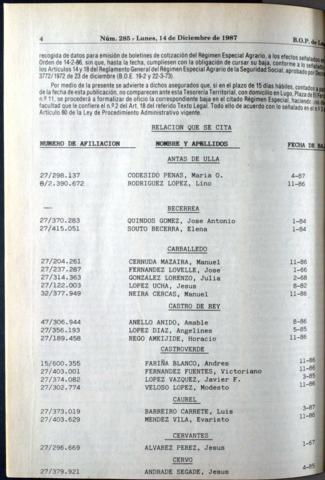 4 Núm. 285 - Lunes, 14 de Diciembre de 1987 B.O.P. de
recogida de datos para emisión de boletines de cotización del Régimen Especial Agrario, a los efectos señalados en
Orden de 14-2-86, sin que, hasta la fecha, cumpliesen con la obligación de cursar su baja, conforme a lo
los Artículos 14 y 18 del Reglamento General del Régimen Especial Agrario de la Seguridad Social, aprobado por
3772/1972 de 23 de diciembre (B.O.E. 19-2 y 22-3-73).
Por medio de la presente se advierte a dichos asegurados que, si en el plazo de 15 días hábiles, contados a
de la fecha de esta publicación, no comparecen ante esta Tesorería Territorial, con domicilio en Lugo, Plaza de
n.º 11, se procederá a formalizar de oficio la correspondiente baja en el citado Régimen Especial, haciendo
facultad que le confiere el n.º 2 del Art. 18 del referido Texto Legal. Todo ello de acuerdo con lo señalado en el
Artículo 80 de la Ley de Procedimiento Administrativo vigente.
RELACION QUE SE CITA
NUMERO DE AFILIACION NOMBRE Y APELLIDOS FECHA DE
ANTAS DE ULLA
27/298.137 CODESIDO PENAS, Maria O. 4-87
8/2.390.672 RODRIGUEZ LOPEZ, Lino 11-86
BECERREA
27/370.283 QUINDOS GOMEZ, Jose Antonio 1-84
27/415.051 SOUTO BECERRA, Elena 1-84
CARBALLEDO
27/204.261 CERNUDA MAZAIRA, Manuel 11-86
27/237.287 FERNANDEZ LOVELLE, Jose 1-66
27/314.363 GONZALEZ LORENZO, Julia 2-68
27/122.003 LOPEZ UCHA, Jesus 8-82
32/377.949 NEIRA CERCAS, Manuel 11-86
CASTRO DE REY
47/306.944 ANELLO ANIDO, Amable 8-86
27/356.193 LOPEZ DIAZ, Angelines 5-85
27/189.458 REGO AMEIJIDE, Horacio 11-86
CASTROVERDE
15/600.355 FARIÑA BLANCO, Andres 11-86
27/403.001 FERNANDEZ FUENTES, Victoriano 11-86
27/374.082 LOPEZ VAZQUEZ, Javier F. 3-85
27/302.774 VELOSO LOPEZ, Modesto 11-86
CAUREL
27/373.019 BARREIRO CARRETE, Luis 3-87
27/403.629 MENDEZ VILA, Evaristo 11-86
CERVANTES
27/296.669 ALVAREZ PEREZ, Jesus 1-67
CERVO
27/379.921 ANDRADE SEGADE, Jesus 4-85